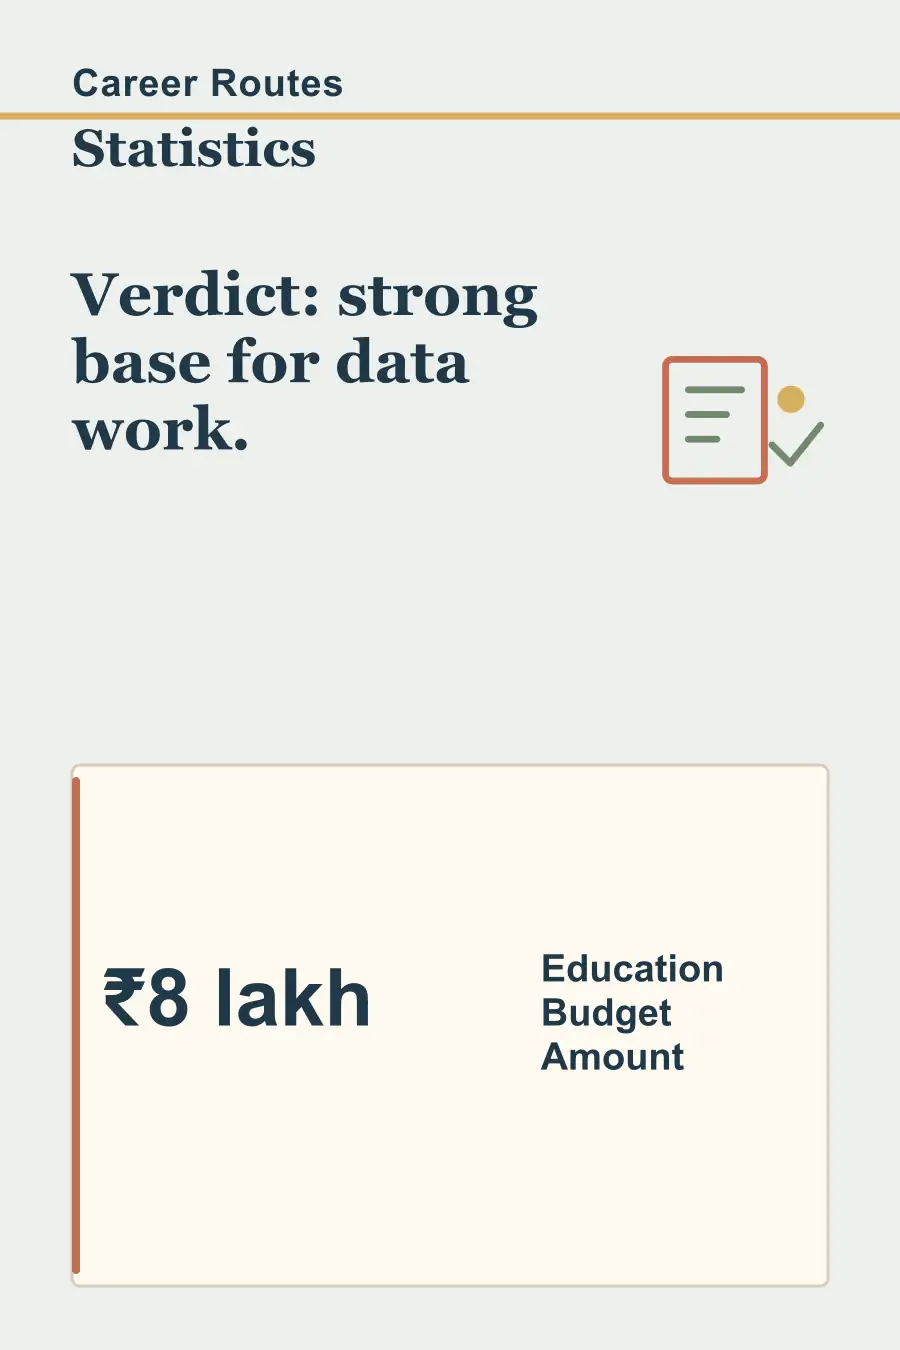 Career Routes
Statistics
Verdict: strong
base for data
work.
₹8 lakh
Education
Budget
Amount